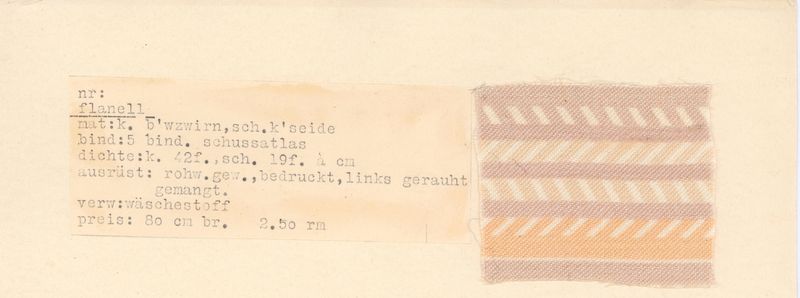 nr:
flanell
mat:k. b'wzwirn,sch.k'seide
bind:5 bind. schussatlas
dichte:k. 42f.,sch. 19f. à cm
ausrüst: rohw.gew.,bedruckt,links gerauht
gemangt.
verw:wäschestoff
preis: 80 cm br. 2.50 rm